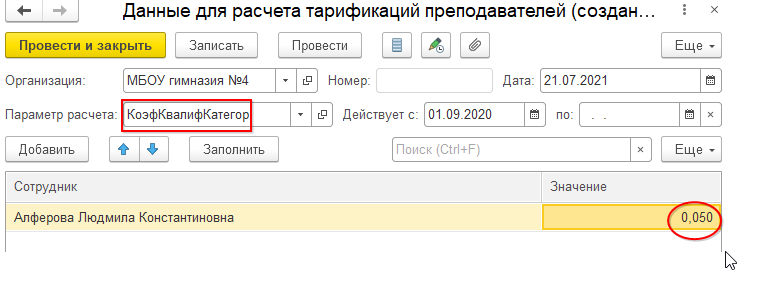 Данные для расчета тарификаций преподавателей (создан...
Провести и закрыть Записать Провести Еще
Организация: МБОУ гимназия №4 Номер: Дата: 21.07.2021
Параметр расчета: КоэфКвалифКатегор Действует с: 01.09.2020 по: . .
Добавить Заполнить Поиск (Ctrl+F) × Еще
Сотрудник Значение
Алферова Людмила Константиновна 0,050